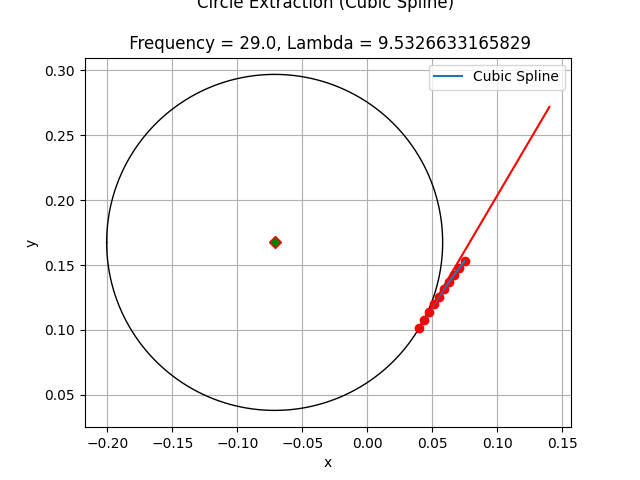 Circle Extraction (Cubic Spline)
Frequency = 29.0, Lambda = 9.5326633165829
Cubic Spline
0.30
0.25
0.20
0.15
0.10
0.05
y
−0.20 −0.15 −0.10 −0.05 0.00 0.05 0.10 0.15
x